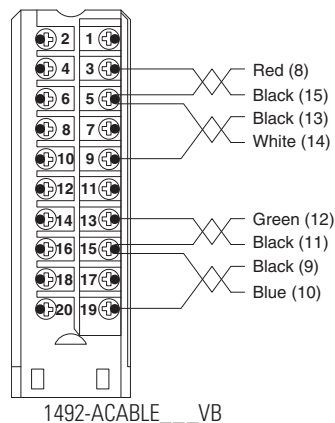 2 1
4 3 Red (8)
6 5 Black (15)
Black (13)
8 7 White (14)
10 9
12 11
14 13 Green (12)
16 15 Black (11)
Black (9)
18 17 Blue (10)
20 19
1492-ACABLE___VB